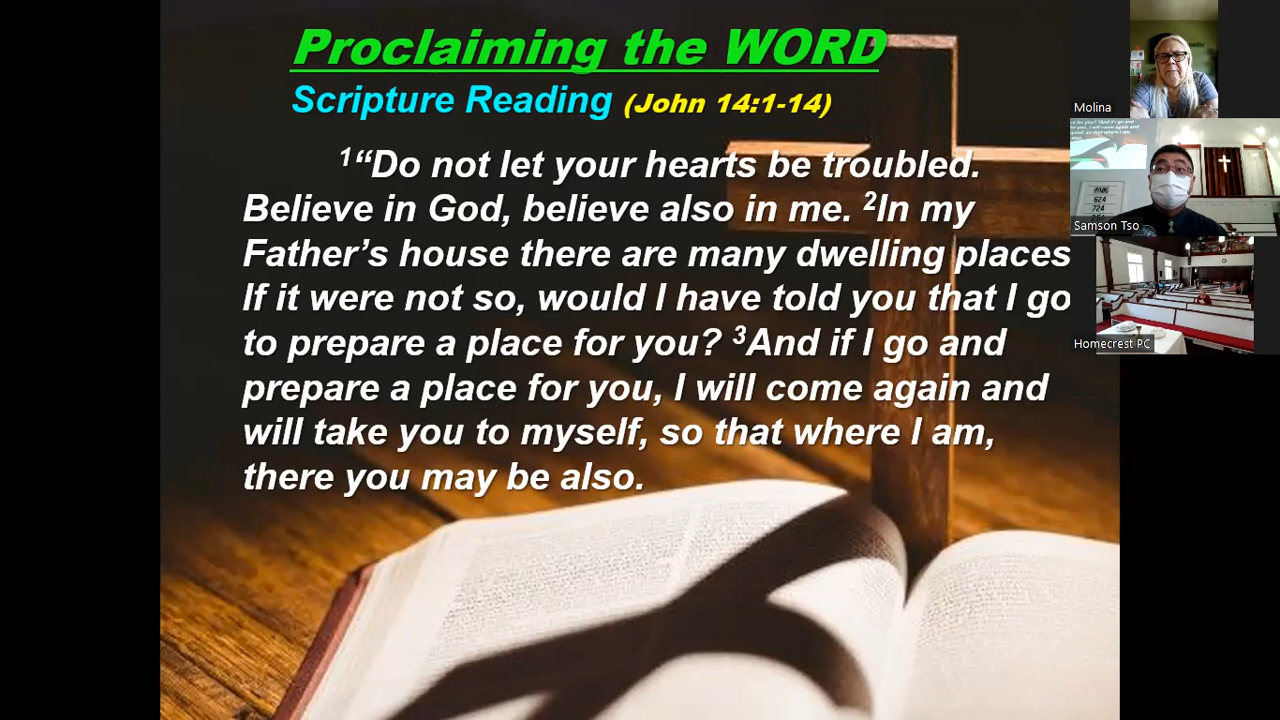 Proclaiming the WORD
Scripture Reading (John 14:1-14)
1“Do not let your hearts be troubled.
Believe in God, believe also in me. 2In my
Father’s house there are many dwelling places
If it were not so, would I have told you that I go
to prepare a place for you? 3And if I go and
prepare a place for you, I will come again and
will take you to myself, so that where I am,
there you may be also.
Molina
Samson Tso
624
724
Homecrest PC